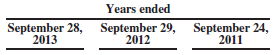 Years ended
September 28, September 29, September 24,
2013 2012 2011